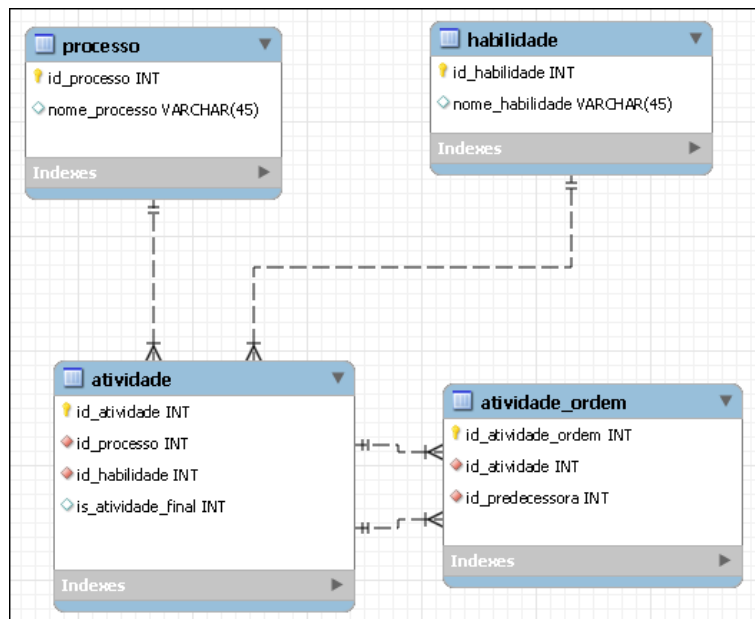 processo
id_processo INT
nome_processo VARCHAR(45)
Indexes
habilidade
id_habilidade INT
nome_habilidade VARCHAR(45)
Indexes
atividade
id_atividade INT
id_processo INT
id_habilidade INT
is_atividade_final INT
Indexes
atividade_ordem
id_atividade_ordem INT
id_atividade INT
id_predecessora INT
Indexes